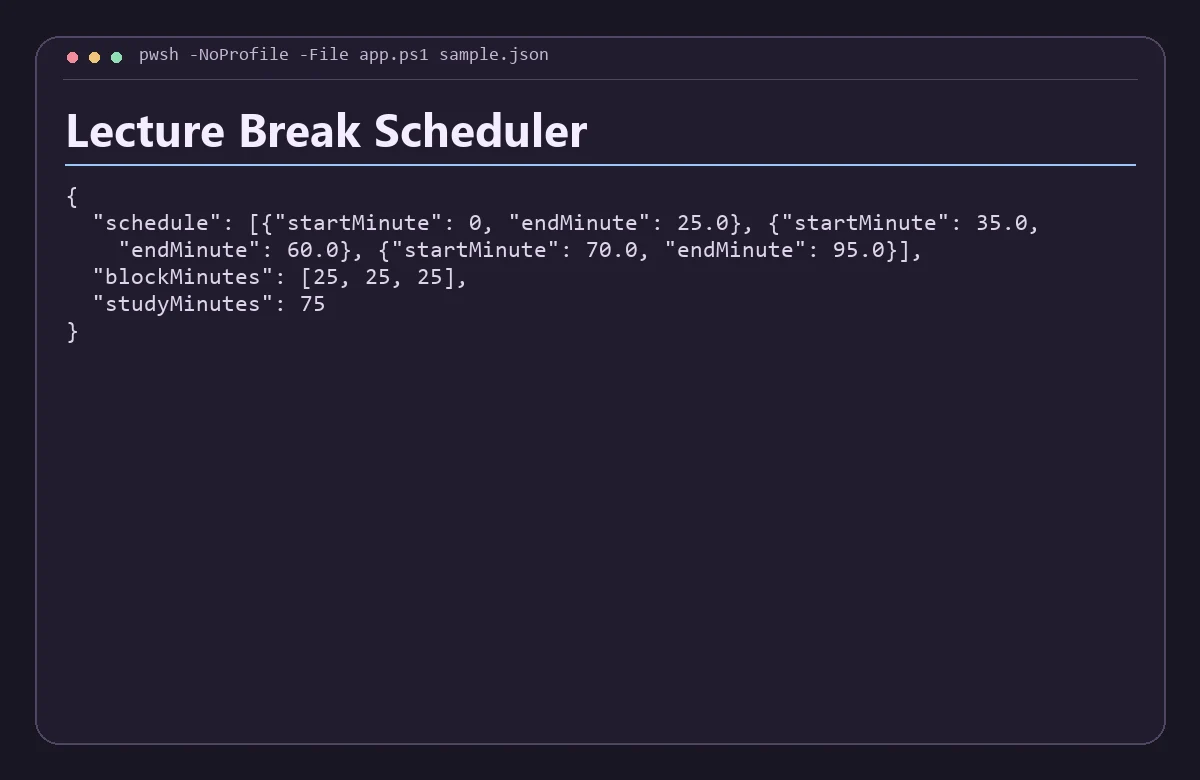 pwsh -NoProfile -File app.ps1 sample.json
Lecture Break Scheduler
{
  "schedule": [{"startMinute": 0, "endMinute": 25.0}, {"startMinute": 35.0,
    "endMinute": 60.0}, {"startMinute": 70.0, "endMinute": 95.0}],
  "blockMinutes": [25, 25, 25],
  "studyMinutes": 75
}